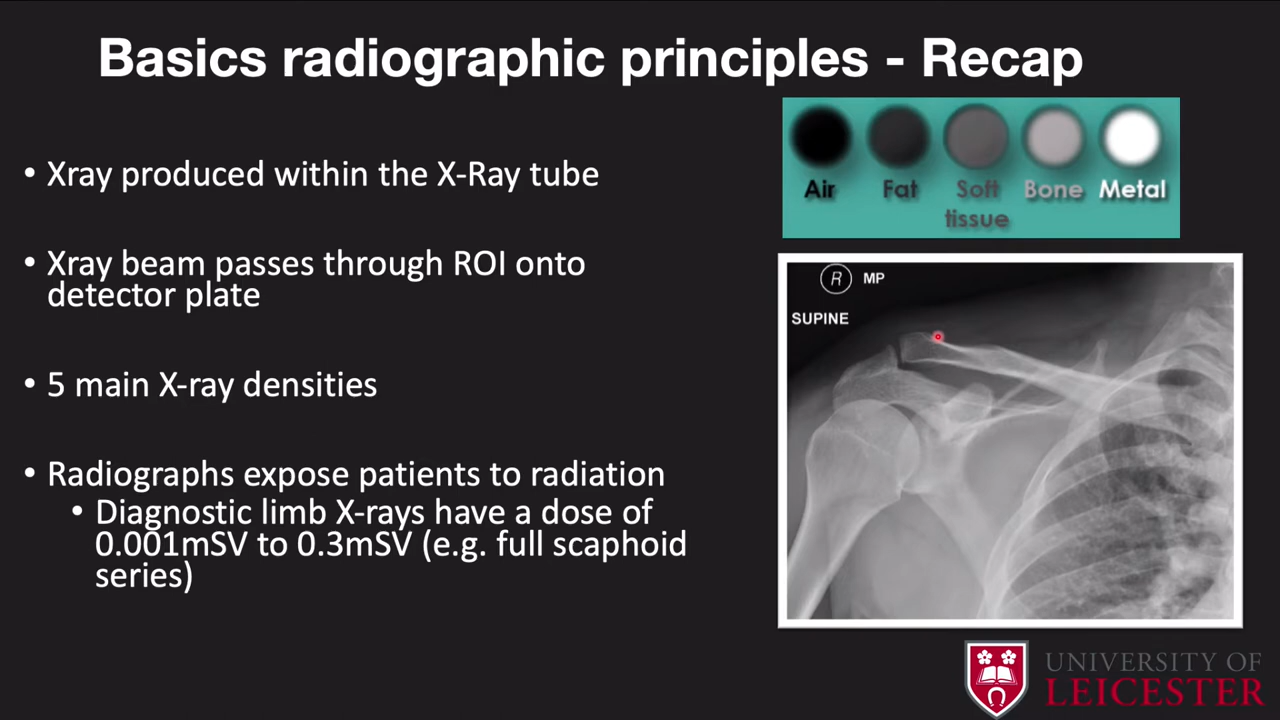 Basics radiographic principles - Recap
• Xray produced within the X-Ray tube
• Xray beam passes through ROI onto
detector plate
• 5 main X-ray densities
• Radiographs expose patients to radiation
• Diagnostic limb X-rays have a dose of
0.001mSV to 0.3mSV (e.g. full scaphoid
series)
Air Fat Soft Bone Metal
tissue
R MP
SUPINE
UNIVERSITY OF
LEICESTER